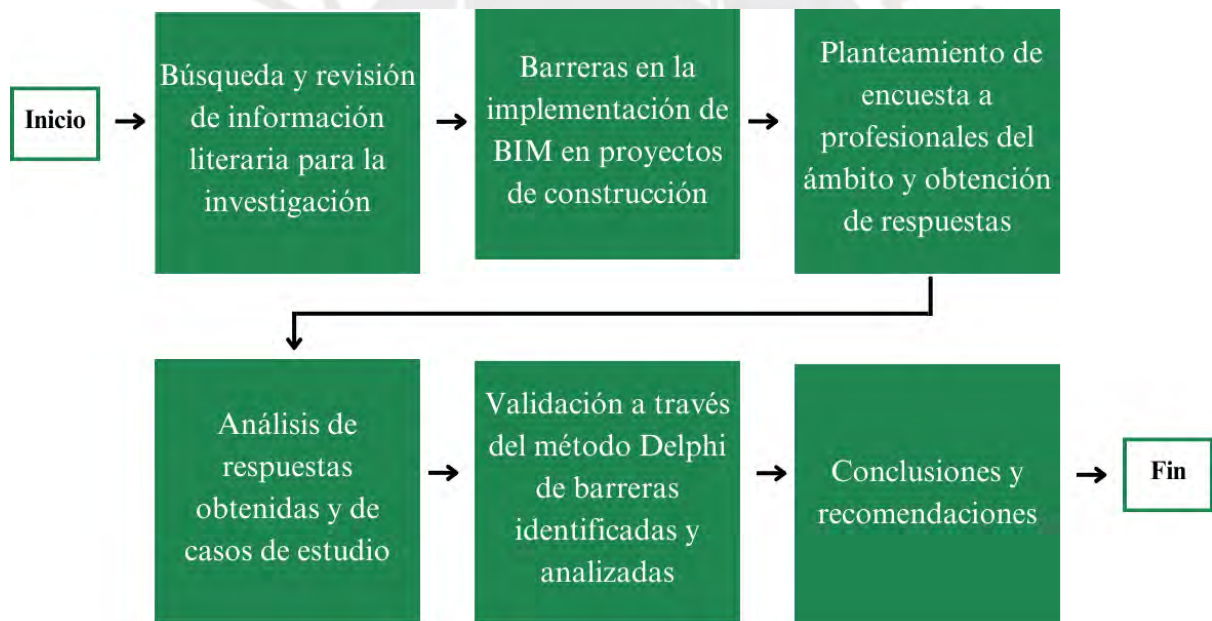 Inicio
Búsqueda y revisión
de información
literaria para la
investigación
Barreras en la
implementación de
BIM en proyectos
de construcción
Planteamiento de
encuesta a
profesionales del
ámbito y obtención
de respuestas
Análisis de
respuestas
obtenidas y de
casos de estudio
Validación a través
del método Delphi
de barreras
identificadas y
analizadas
Conclusiones y
recomendaciones
Fin